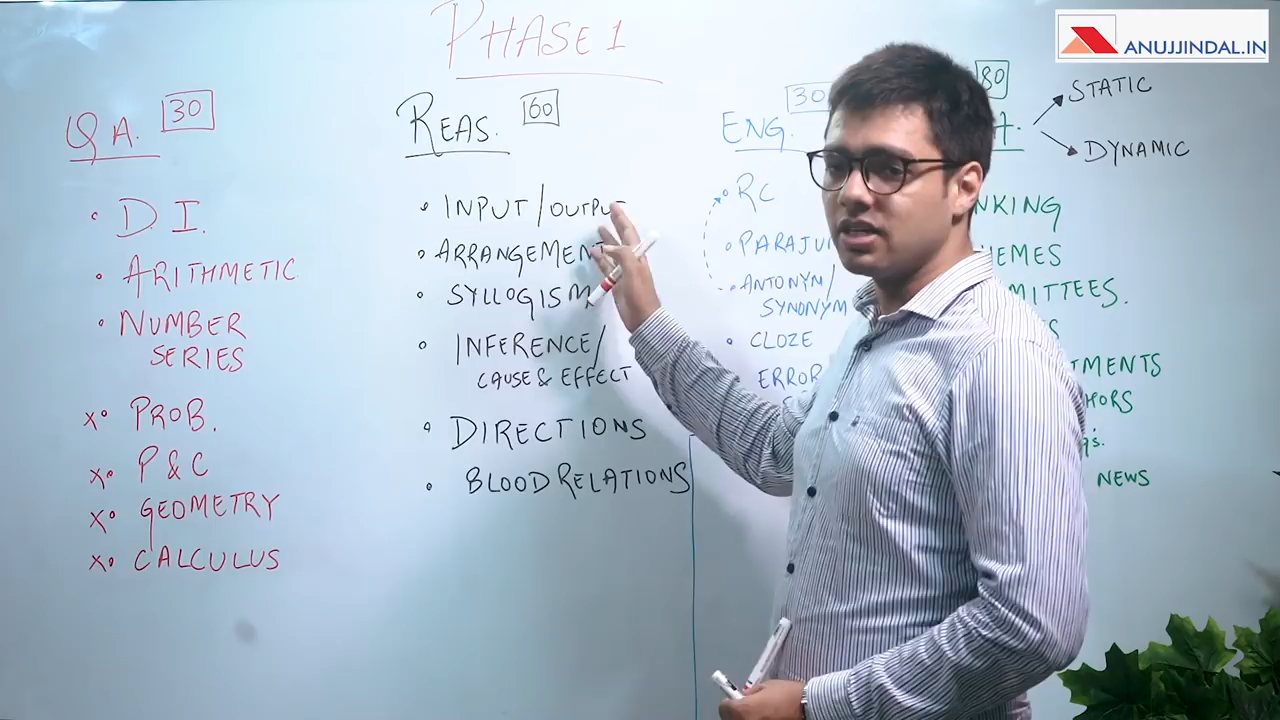 PHASE 1
ANUJJINDAL.IN
QA. 30
D I.
ARITHMETIC
NUMBER
SERIES
x PROB.
x P & C
x GEOMETRY
x CALCULUS
REAS. 60
INPUT/OUTPUT
ARRANGEMENT
SYLLOGISM
INFERENCE/
CAUSE & EFFECT
DIRECTIONS
BLOOD RELATIONS
ENG. 30
RC
PARAJU
ANTONYM/
SYNONYM
CLOZE
ERROR
80
A.
STATIC
DYNAMIC
NKING
HEMES
MITTEES.
TMENTS
HORS
NEWS